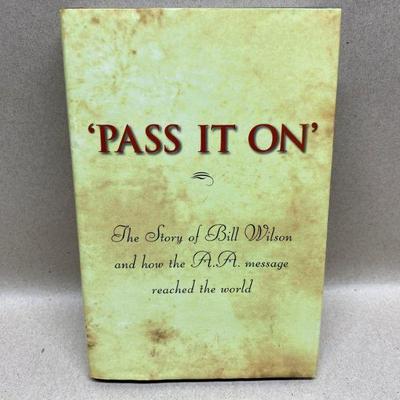 ‘PASS IT ON’
The Story of Bill Wilson
and how the A.A. message
reached the world